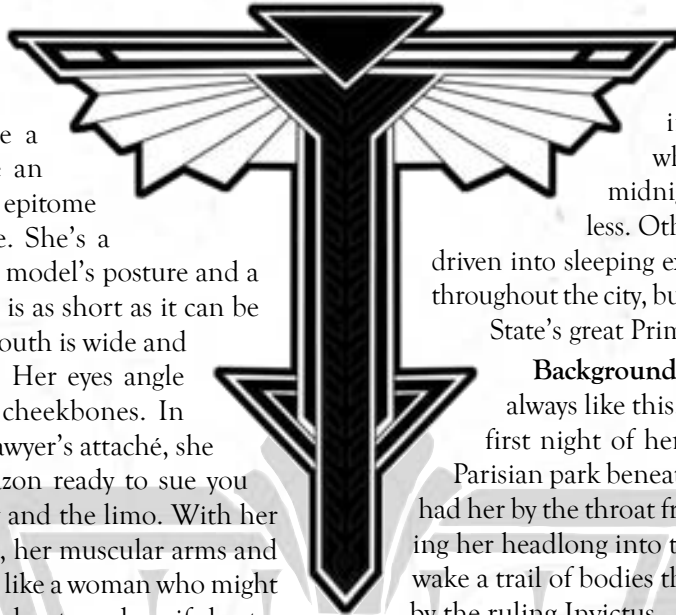 e a
an
epitome
e. She's a
model's posture and a
is as short as it can be
outh is wide and
Her eyes angle
cheekbones. In
awyer's attaché, she
azon ready to sue you
and the limo. With her
, her muscular arms and
like a woman who might
i
wh
midnig
less. Oth
driven into sleeping ex
throughout the city, bu
State's great Prim
Background
always like this
first night of her
Parisian park beneat
had her by the throat fr
ing her headlong into t
wake a trail of bodies th
by the ruling Invictus